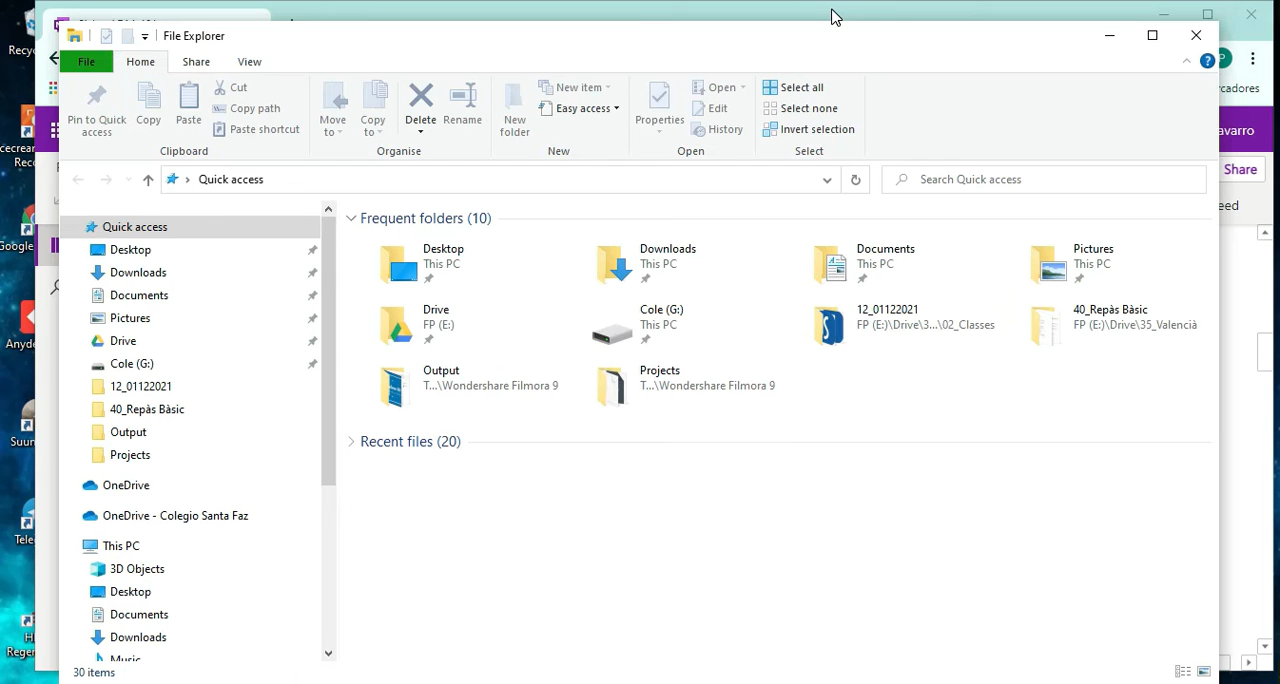 File Explorer
File Home Share View
Pin to Quick access
Copy
Paste
Cut
Copy path
Paste shortcut
Clipboard
Move to
Copy to
Delete
Rename
Organise
New folder
New item
Easy access
New
Properties
Open
Edit
History
Open
Select all
Select none
Invert selection
Select
Quick access
Search Quick access
Quick access
Desktop
Downloads
Documents
Pictures
Drive
Cole (G:)
12_01122021
40_Repàs Bàsic
Output
Projects
OneDrive
OneDrive - Colegio Santa Faz
This PC
3D Objects
Desktop
Documents
Downloads
Music
Frequent folders (10)
Desktop
This PC
Downloads
This PC
Documents
This PC
Pictures
This PC
Drive
FP (E:)
Cole (G:)
This PC
12_01122021
FP (E:)\Drive\3...\02_Classes
40_Repàs Bàsic
FP (E:)\Drive\35_Valencià
Output
T...\Wondershare Filmora 9
Projects
T...\Wondershare Filmora 9
Recent files (20)
30 items
Share